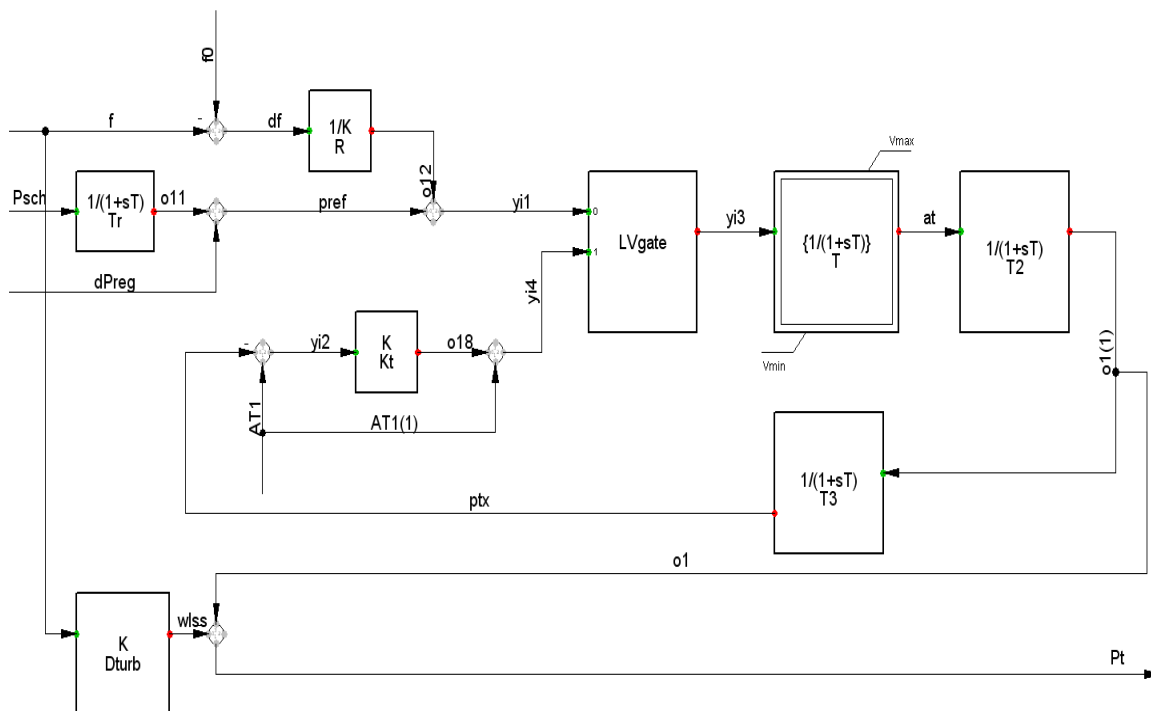 f0
f
df
1/K
R
Psch
1/(1+sT)
Tr
o11
pref
o12
yi1
dPreg
0
1
LVgate
yi3
Vmax
{1/(1+sT)}
T
Vmin
at
1/(1+sT)
T2
yi4
yi2
K
Kt
o18
AT1
AT1(1)
o1(1)
1/(1+sT)
T3
ptx
o1
K
Dturb
wlss
Pt